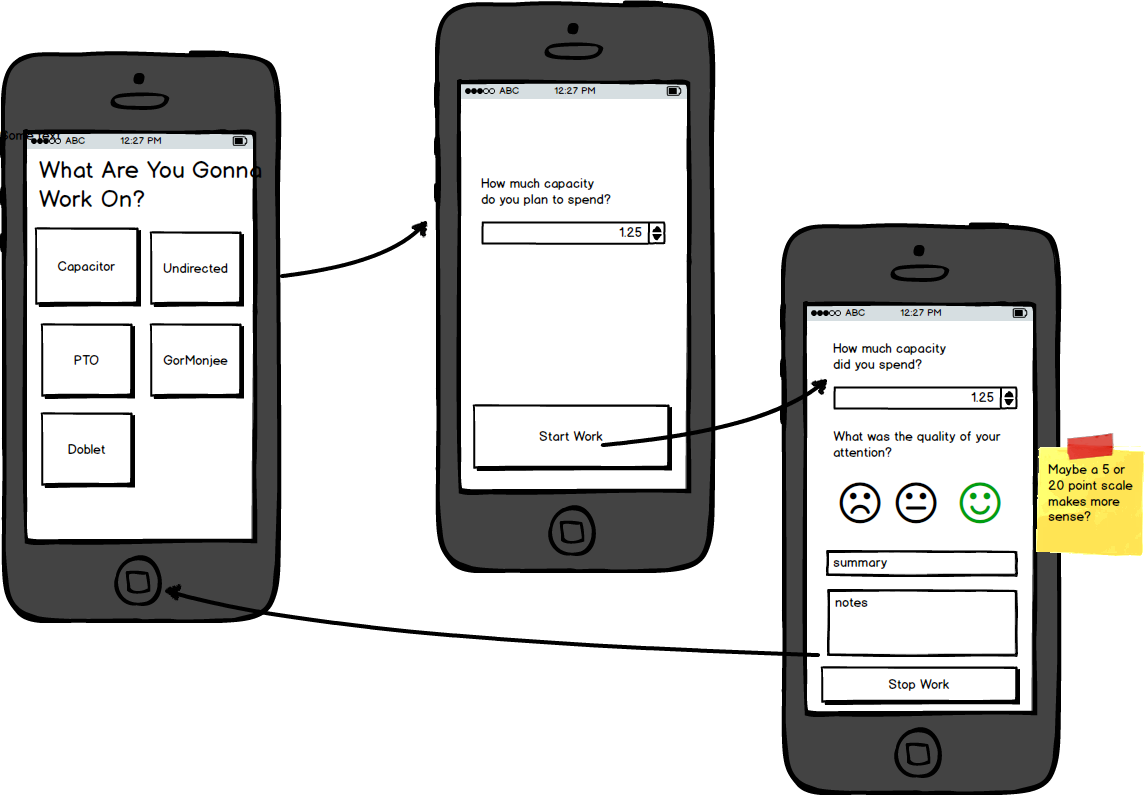 Some text
ABC 12:27 PM
What Are You Gonna
Work On?
Capacitor
Undirected
PTO
GorMonjee
Doblet
ABC 12:27 PM
How much capacity
do you plan to spend?
1.25
Start Work
ABC 12:27 PM
How much capacity
did you spend?
1.25
What was the quality of your
attention?
summary
notes
Stop Work
Maybe a 5 or
20 point scale
makes more
sense?